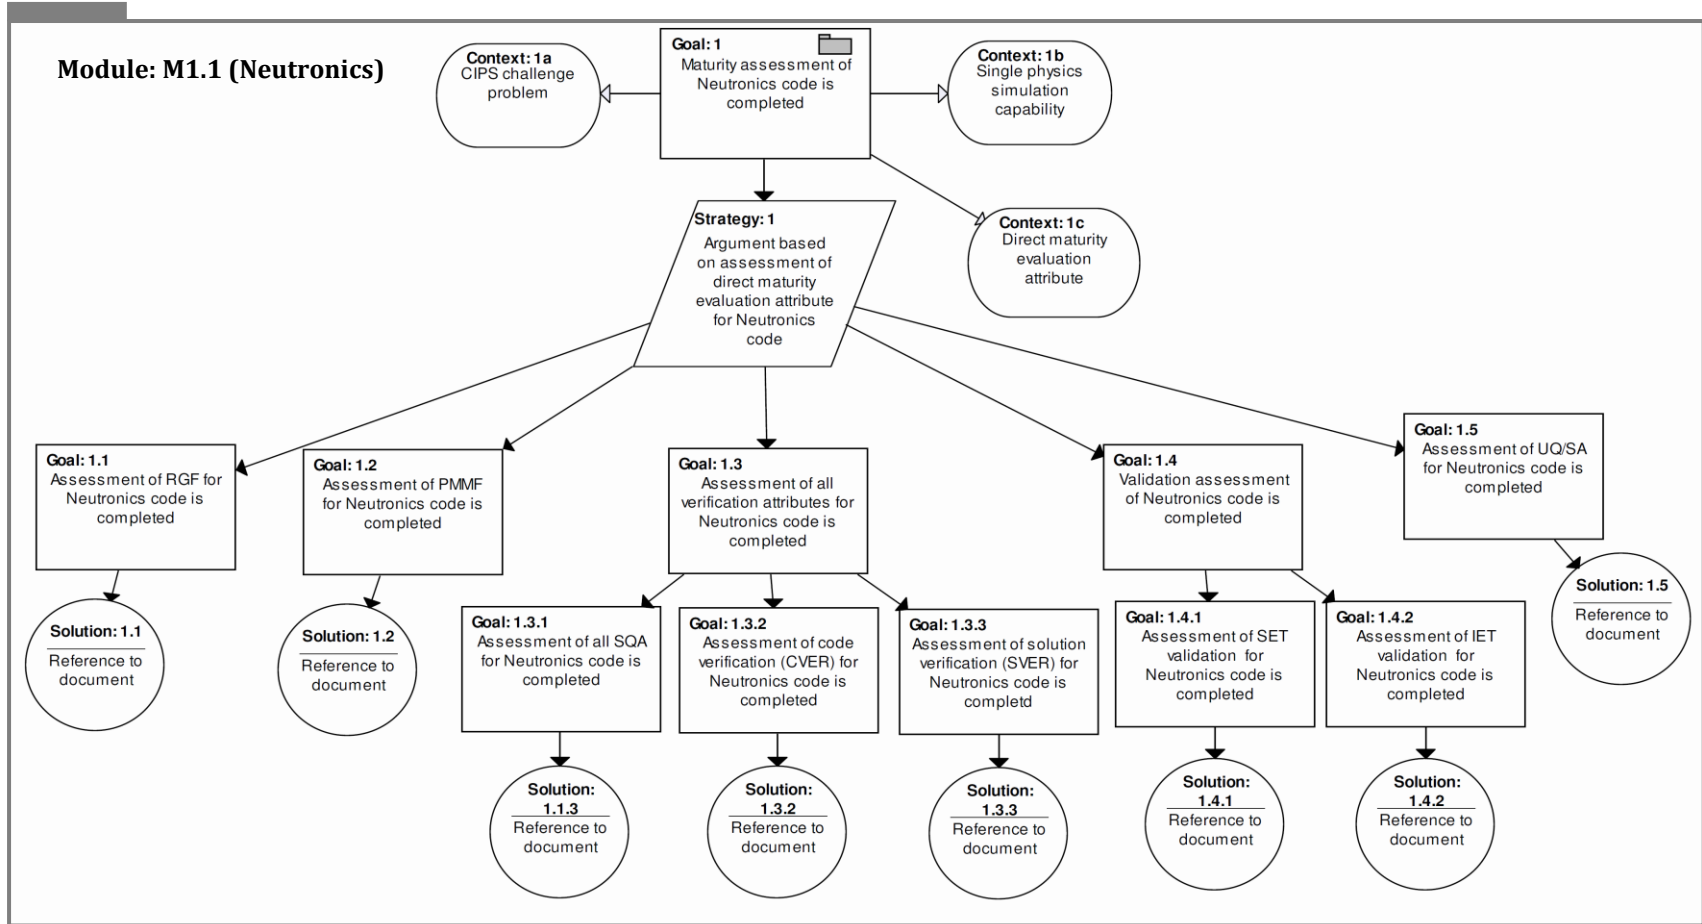 Module: M1.1 (Neutronics)
Goal: 1
Maturity assessment of
Neutronics code is
completed
Context: 1a
CIPS challenge
problem
Context: 1b
Single physics
simulation
capability
Strategy: 1
Argument based
on assessment of
direct maturity
evaluation attribute
for Neutronics
code
Context: 1c
Direct maturity
evaluation
attribute
Goal: 1.1
Assessment of RGF for
Neutronics code is
completed
Goal: 1.2
Assessment of PMMF
for Neutronics code is
completed
Goal: 1.3
Assessment of all
verification attributes for
Neutronics code is
completed
Goal: 1.4
Validation assessment
of Neutronics code is
completed
Goal: 1.5
Assessment of UQ/SA
for Neutronics code is
completed
Solution: 1.1
Reference to
document
Solution: 1.2
Reference to
document
Goal: 1.3.1
Assessment of all SQA
for Neutronics code is
completed
Goal: 1.3.2
Assessment of code
verification (CVER) for
Neutronics code is
completed
Goal: 1.3.3
Assessment of solution
verification (SVER) for
Neutronics code is
completd
Goal: 1.4.1
Assessment of SET
validation for
Neutronics code is
completed
Goal: 1.4.2
Assessment of IET
validation for
Neutronics code is
completed
Solution: 1.5
Reference to
document
Solution:
1.1.3
Reference to
document
Solution:
1.3.2
Reference to
document
Solution:
1.3.3
Reference to
document
Solution:
1.4.1
Reference to
document
Solution:
1.4.2
Reference to
document